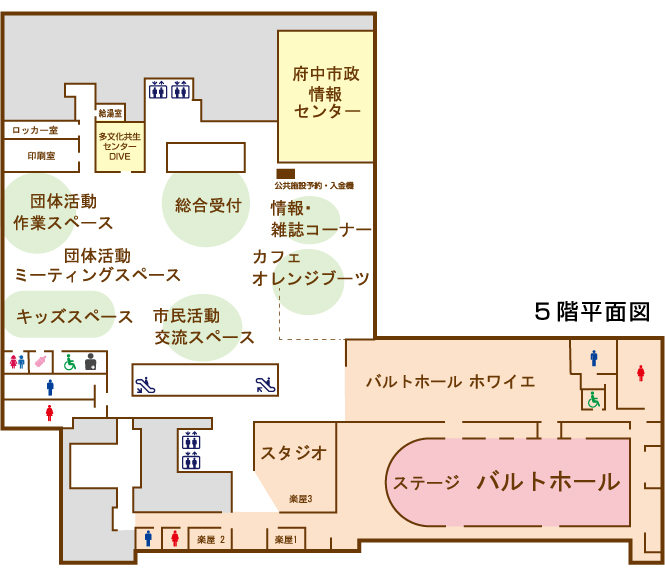 府中市政
情報
センター
給湯室
ロッカー室
多文化共生
センター
DIVE
印刷室
公共施設予約・入金機
団体活動
作業スペース
総合受付
情報・
雑誌コーナー
団体活動
ミーティングスペース
カフェ
オレンジブーツ
キッズスペース
市民活動
交流スペース
5階平面図
バルトホール ホワイエ
スタジオ
ステージ バルトホール
楽屋3
楽屋 2
楽屋1